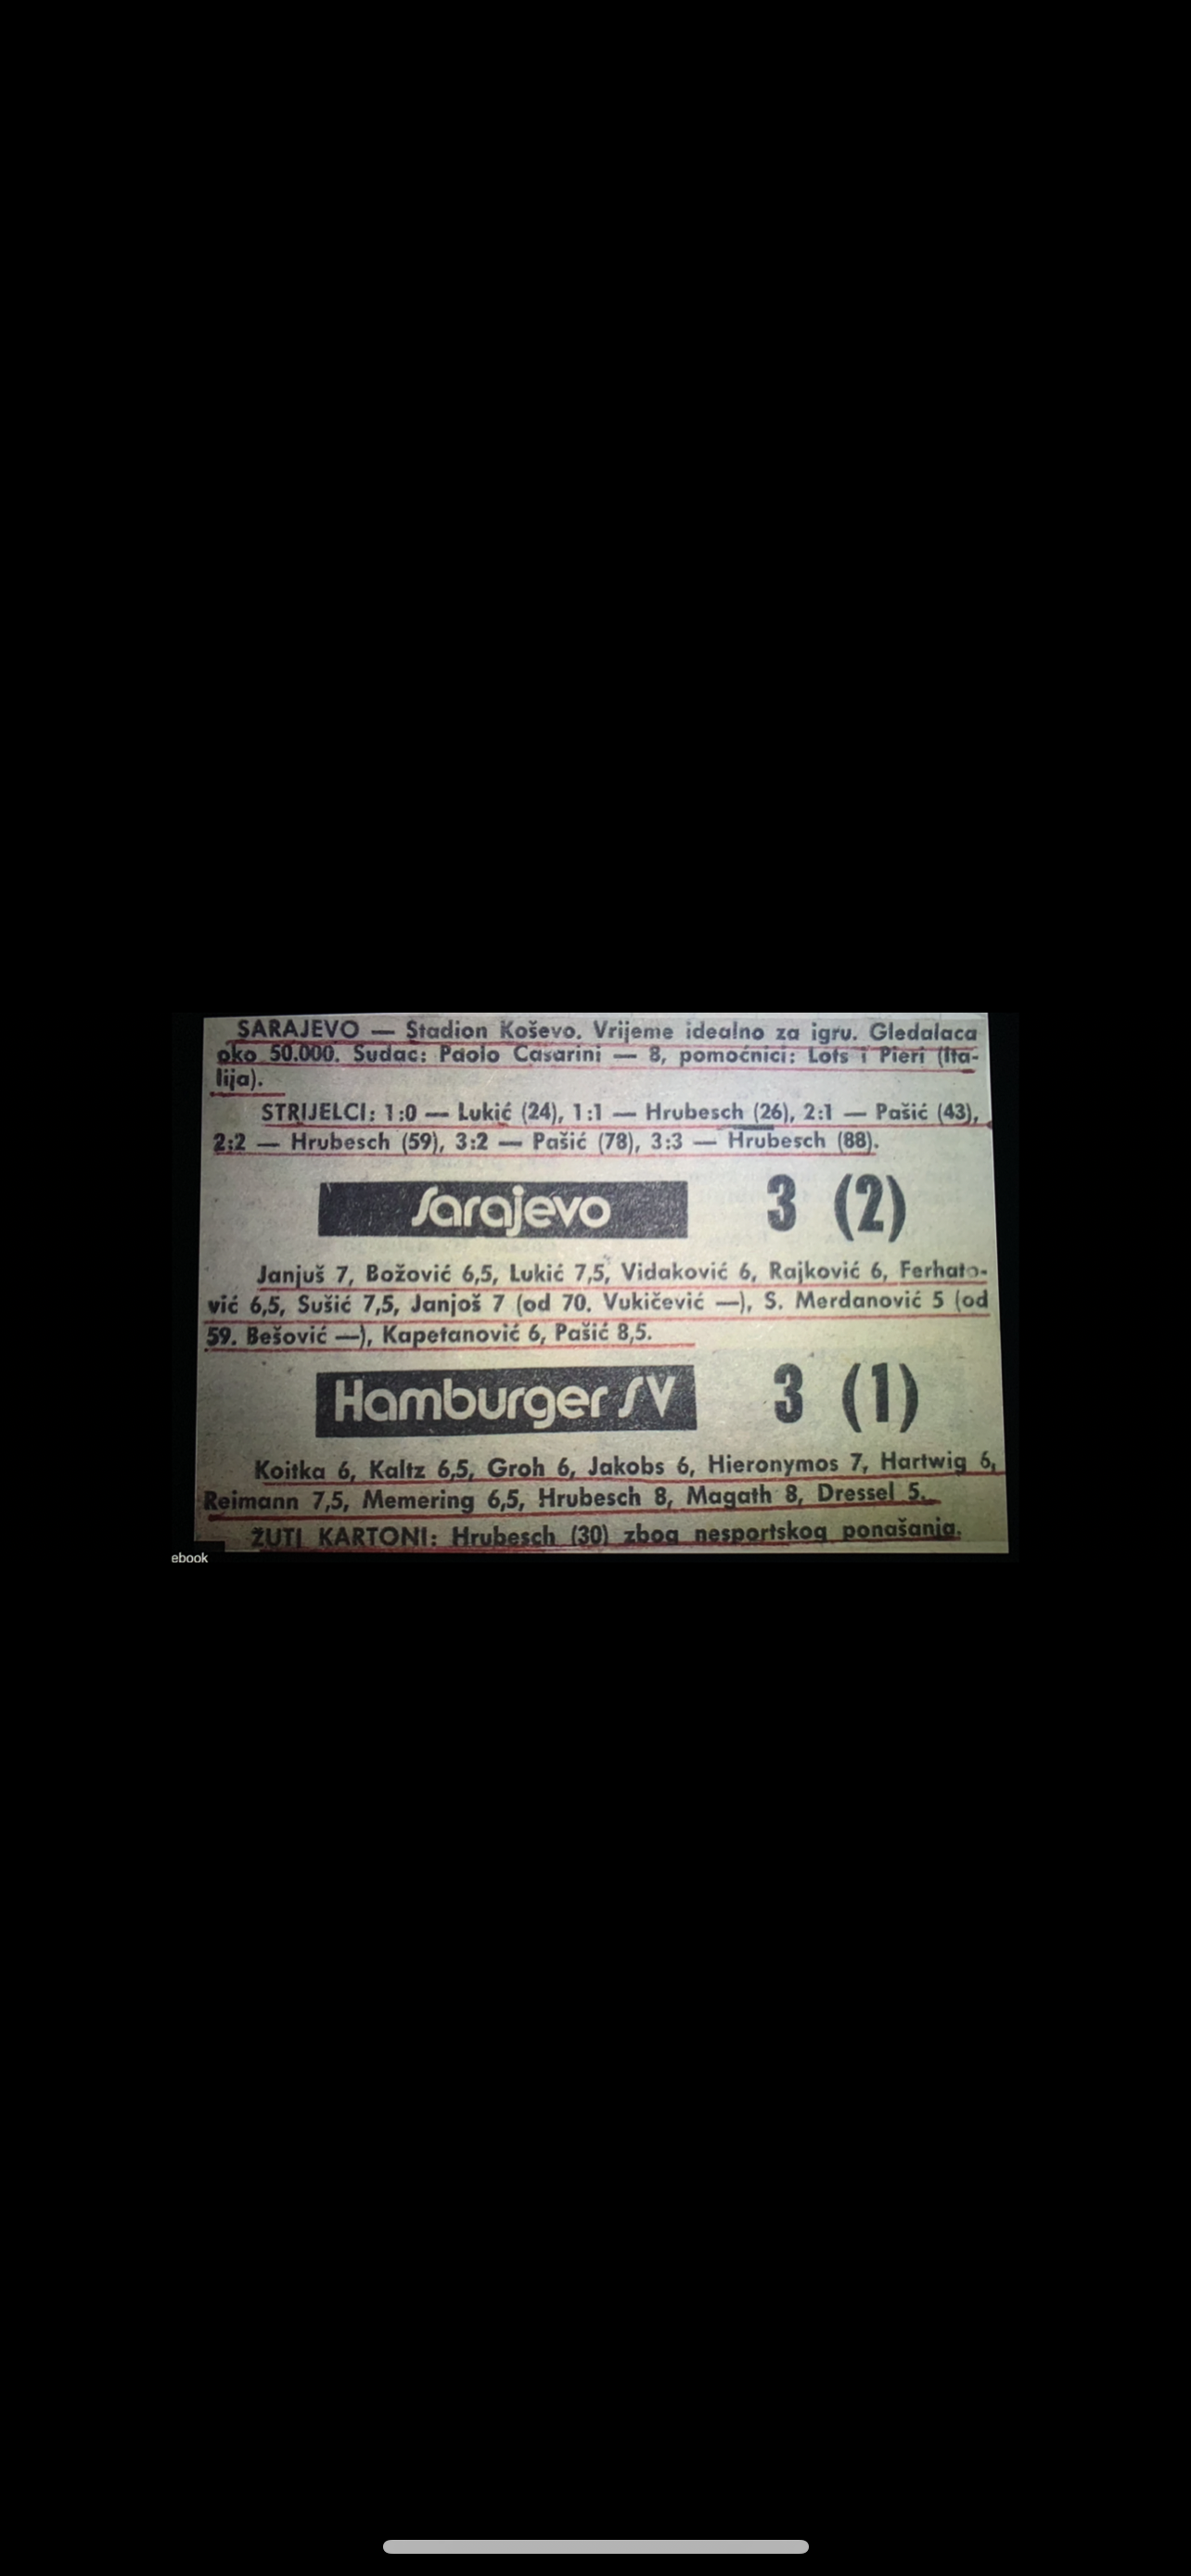 SARAJEVO — Stadion Koševo. Vrijeme idealno za igru. Gledalaca
oko 50.000. Sudac: Paolo Casarini — 8, pomoćnici: Lots i Pieri (Ita-
lija).
STRIJELCI: 1:0 — Lukić (24), 1:1 — Hrubesch (26), 2:1 — Pašić (43),
2:2 — Hrubesch (59), 3:2 — Pašić (78), 3:3 — Hrubesch (88).
Sarajevo 3 (2)
Janjuš 7, Božović 6,5, Lukić 7,5, Vidaković 6, Rajković 6, Ferhato-
vić 6,5, Sušić 7,5, Janjoš 7 (od 70. Vukičević —), S. Merdanović 5 (od
59. Bešović —), Kapetanović 6, Pašić 8,5.
Hamburger SV 3 (1)
Koitka 6, Kaltz 6,5, Groh 6, Jakobs 6, Hieronymos 7, Hartwig 6,
Reimann 7,5, Memering 6,5, Hrubesch 8, Magath 8, Dressel 5.
ŽUTI KARTONI: Hrubesch (30) zbog nesportskog ponašanja.
ebook